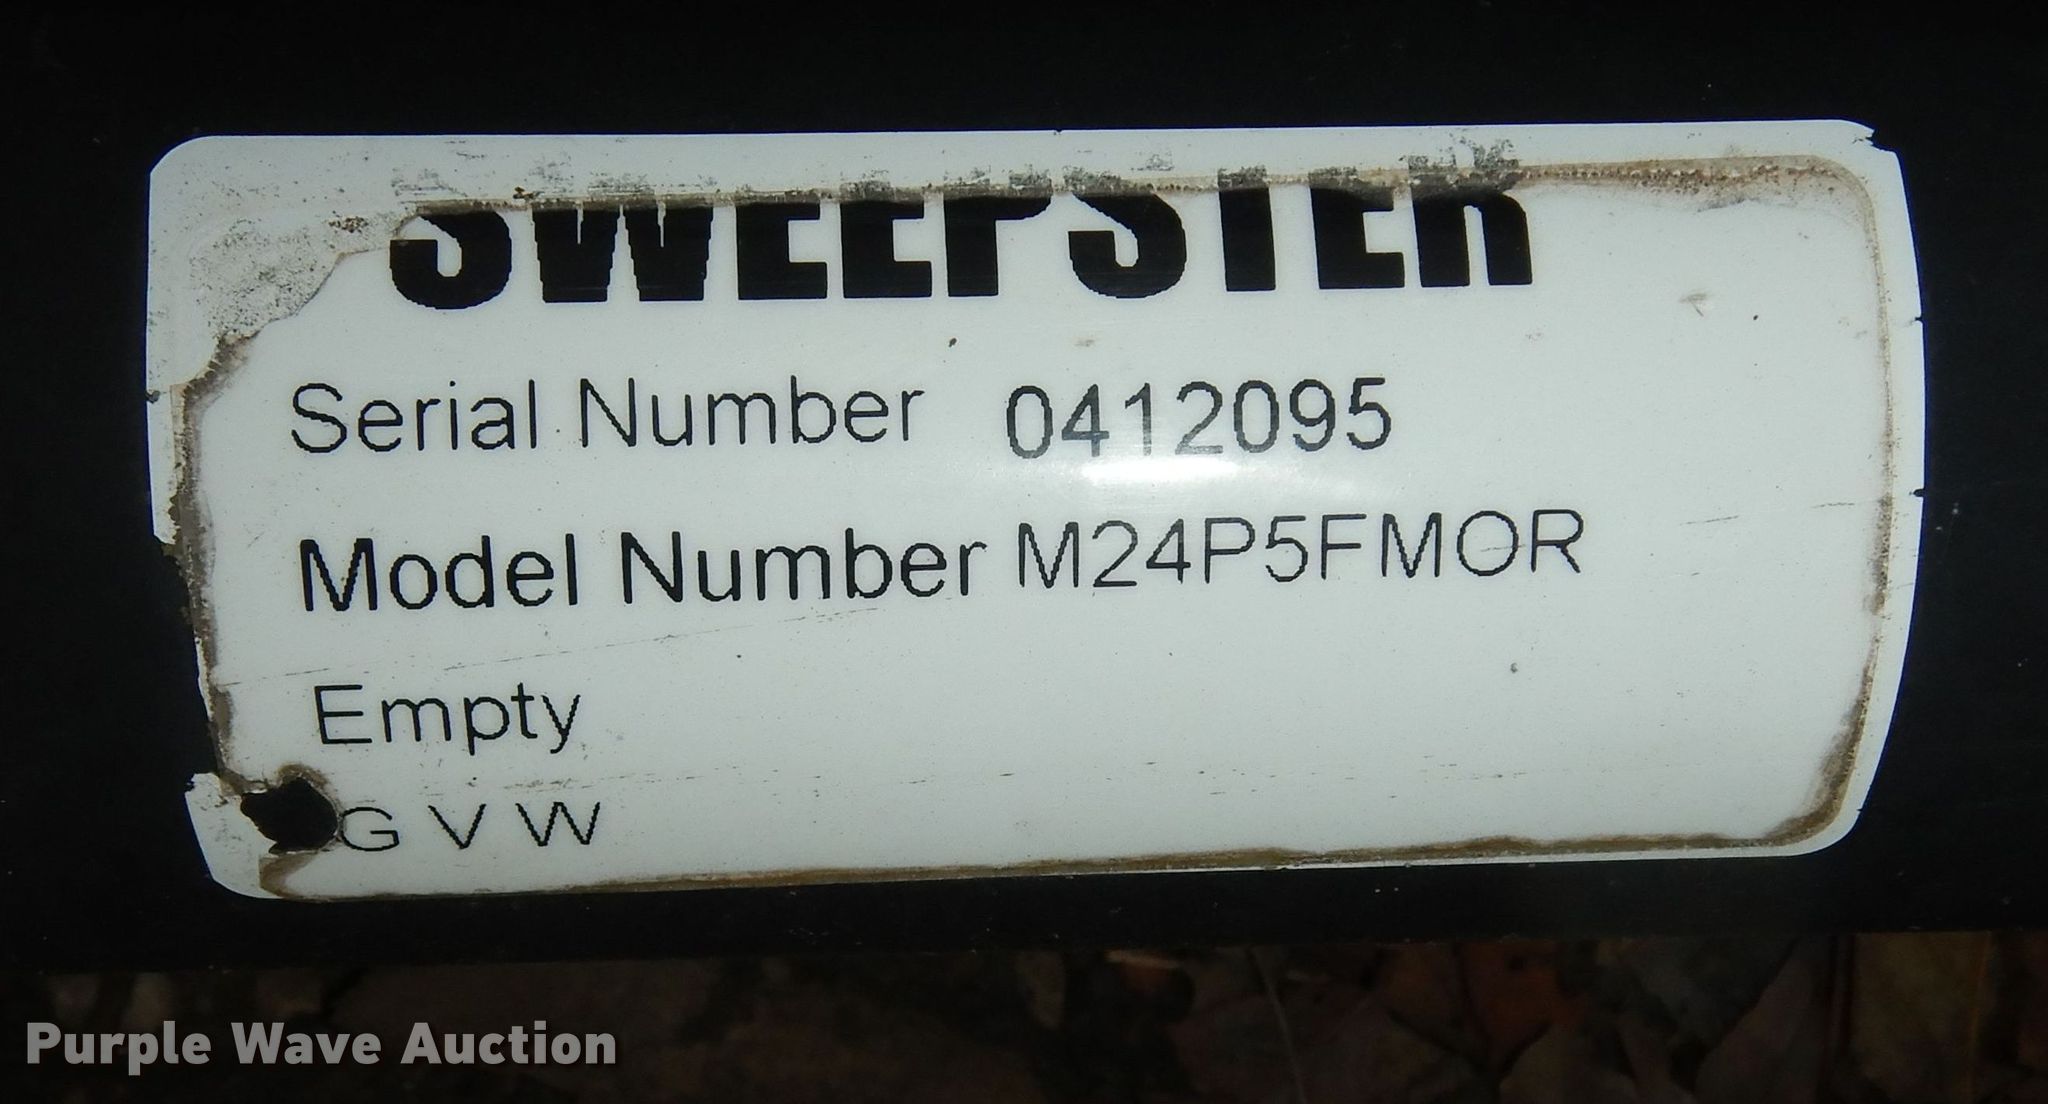 SWEEPSTER
Serial Number 0412095
Model Number M24P5FMOR
Empty
G V W
Purple Wave Auction